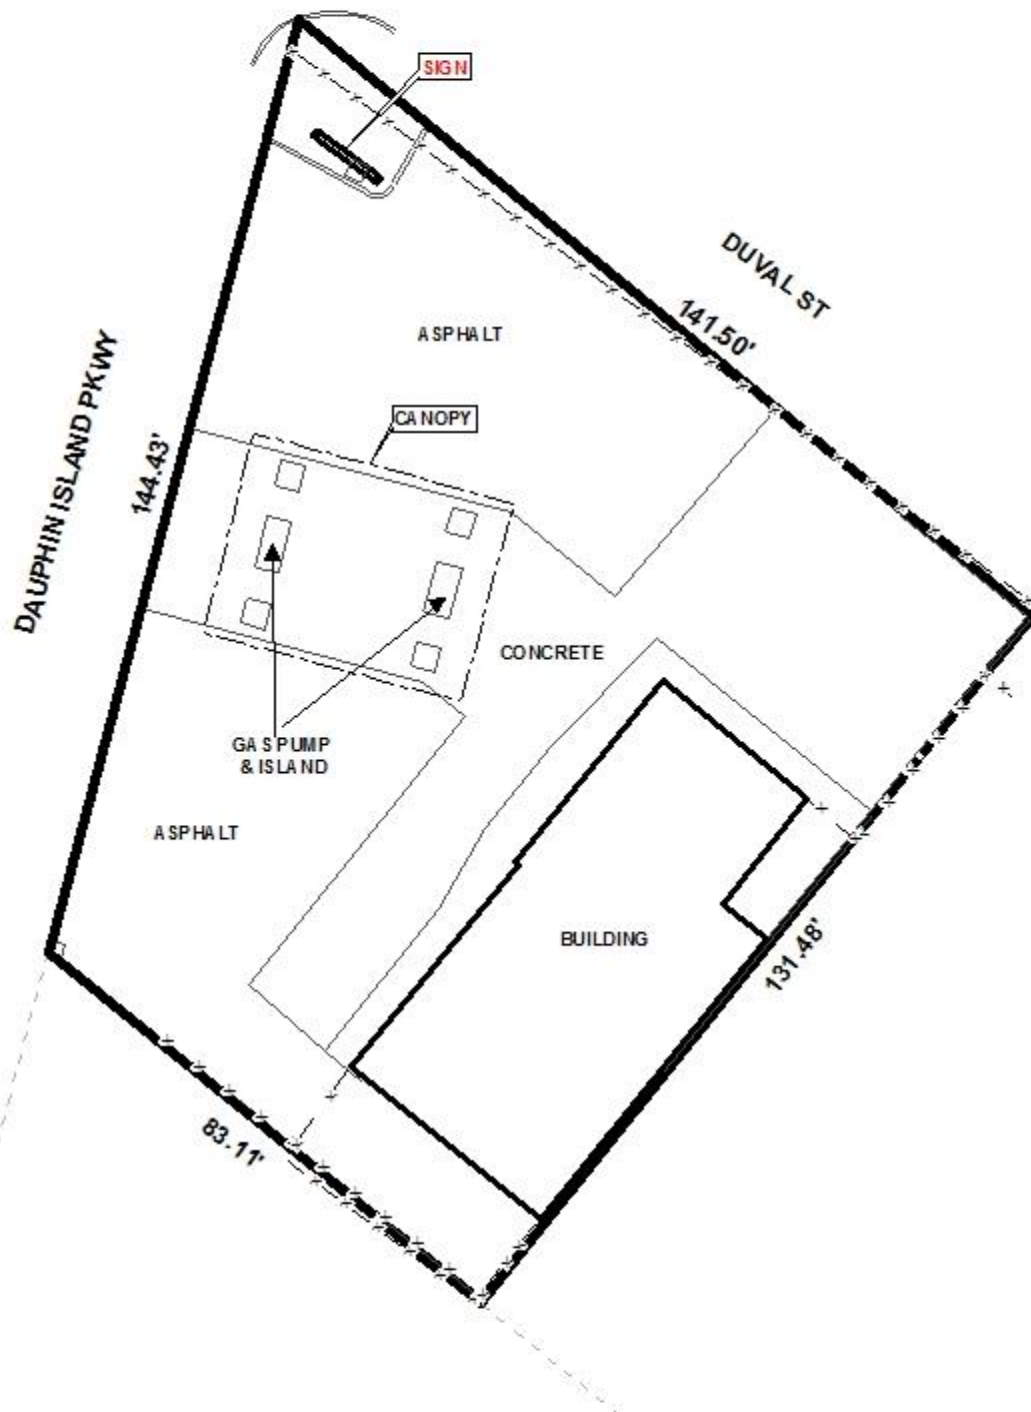 SIGN
DUVAL ST
141.50'
ASPHALT
DAUPHIN ISLAND PKWY
144.43'
CANOPY
CONCRETE
GAS PUMP
& ISLAND
ASPHALT
BUILDING
131.48'
83.11'